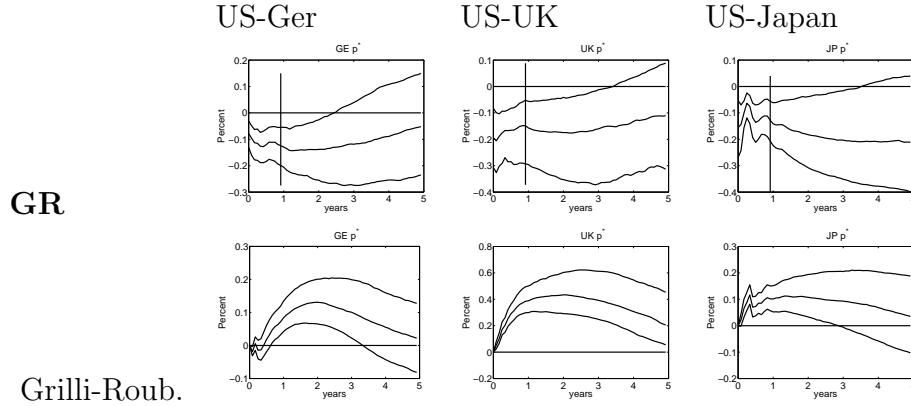 US-Ger US-UK US-Japan
GE p* UK p* JP p*
0.2 0.1 0 −0.1 −0.2 −0.3
Percent
0 1 2 3 4 5
years
0.1 0 −0.1 −0.2 −0.3 −0.4
0 1 2 3 4 5
years
0.1 0 −0.1 −0.2 −0.3 −0.4
Percent
0 1 2 3 4
years
GR
GE p* UK p* JP p*
0.3 0.2 0.1 0 −0.1
Percent
0 1 2 3 4 5
years
0.8 0.6 0.4 0.2 0 −0.2
Percent
0 1 2 3 4 5
years
0.3 0.2 0.1 0 −0.1 −0.2
Percent
0 1 2 3 4
years
Grilli-Roub.